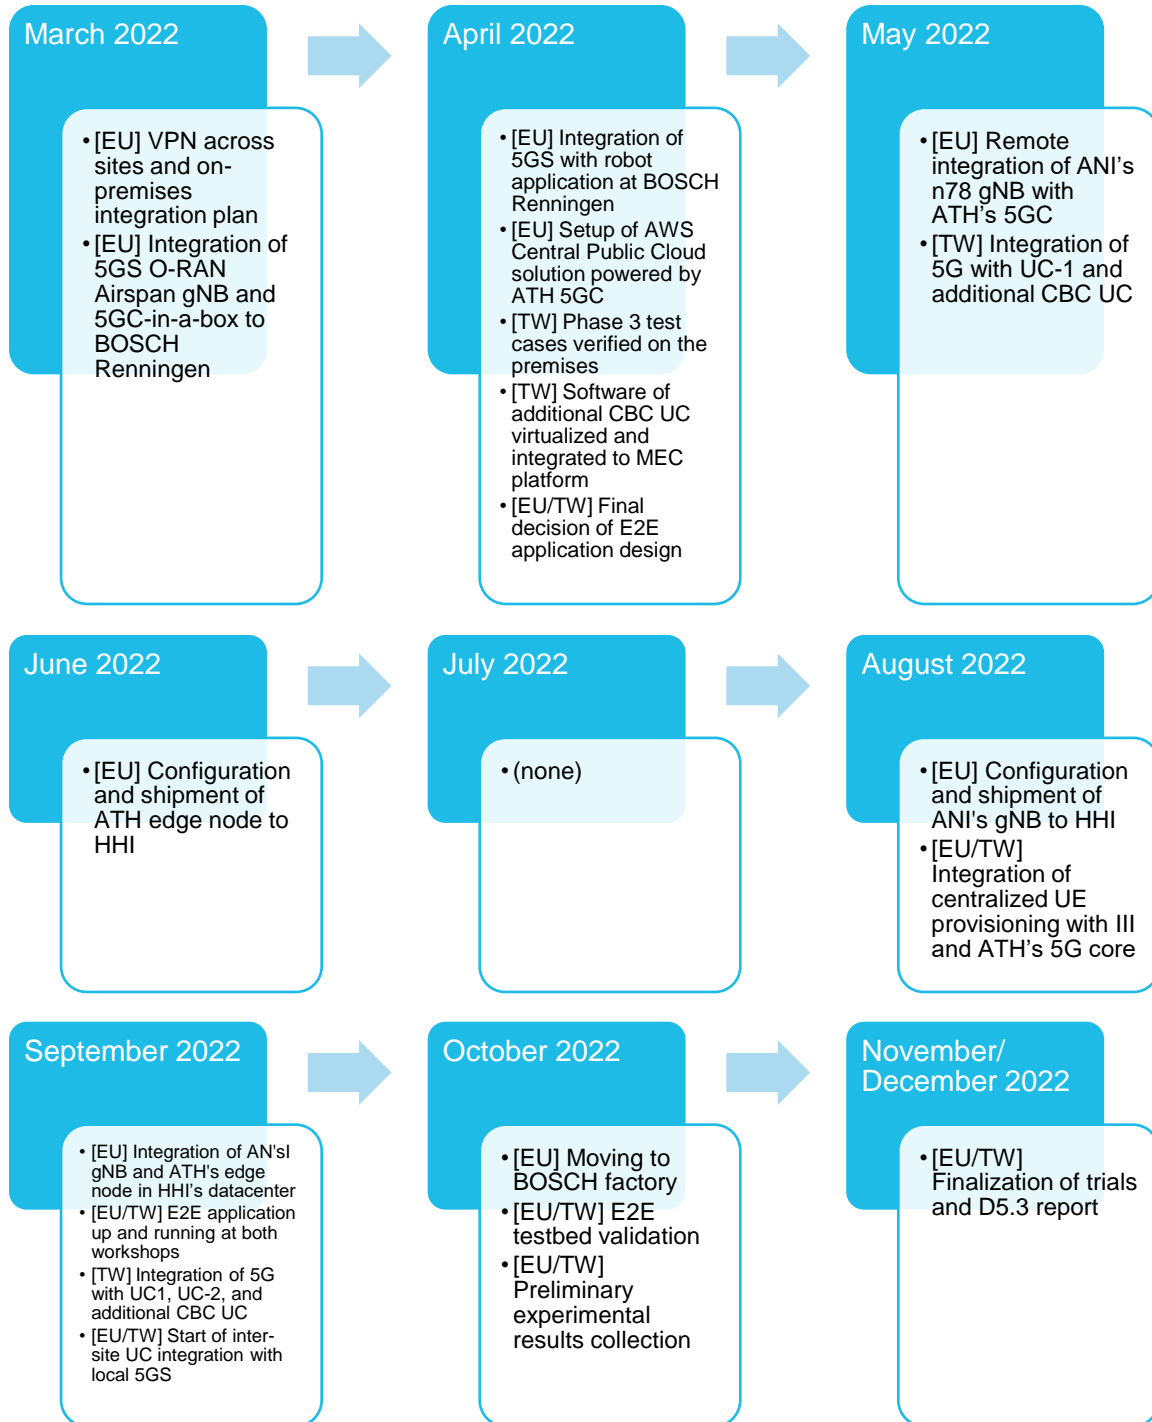 March 2022
• [EU] VPN across
sites and on-
premises
integration plan
• [EU] Integration of
5GS O-RAN
Airspan gNB and
5GC-in-a-box to
BOSCH
Renningen
April 2022
• [EU] Integration of
5GS with robot
application at BOSCH
Renningen
• [EU] Setup of AWS
Central Public Cloud
solution powered by
ATH 5GC
• [TW] Phase 3 test
cases verified on the
premises
• [TW] Software of
additional CBC UC
virtualized and
integrated to MEC
platform
• [EU/TW] Final
decision of E2E
application design
May 2022
• [EU] Remote
integration of ANI’s
n78 gNB with
ATH’s 5GC
• [TW] Integration of
5G with UC-1 and
additional CBC UC
June 2022
• [EU] Configuration
and shipment of
ATH edge node to
HHI
July 2022
• (none)
August 2022
• [EU] Configuration
and shipment of
ANI's gNB to HHI
• [EU/TW]
Integration of
centralized UE
provisioning with III
and ATH's 5G core
September 2022
• [EU] Integration of AN'sI
gNB and ATH's edge
node in HHI's datacenter
• [EU/TW] E2E application
up and running at both
workshops
• [TW] Integration of 5G
with UC1, UC-2, and
additional CBC UC
• [EU/TW] Start of inter-
site UC integration with
local 5GS
October 2022
• [EU] Moving to
BOSCH factory
• [EU/TW] E2E
testbed validation
• [EU/TW]
Preliminary
experimental
results collection
November/
December 2022
• [EU/TW]
Finalization of trials
and D5.3 report